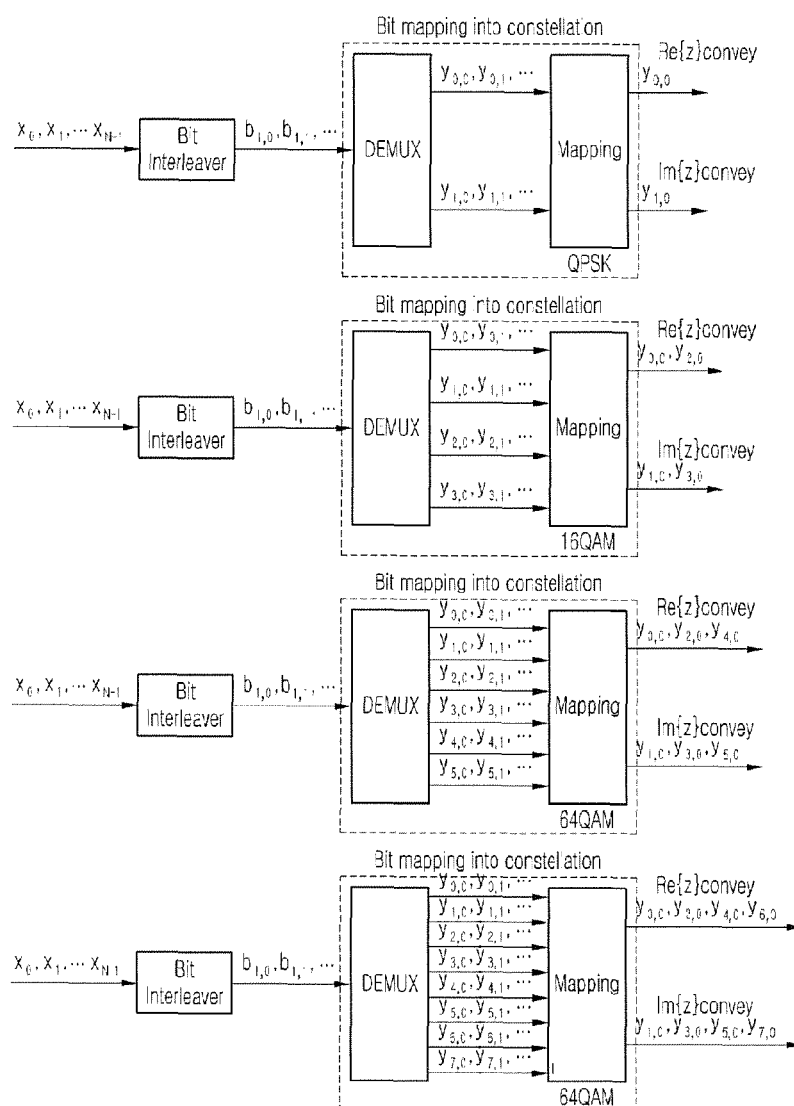 Bit mapping into constellation
Re{z}convey
y0,0, y0,1, ...
y0,0
x0, x1, ... xN-1
Bit
Interleaver
b1,0, b1,1, ...
DEMUX
Mapping
Im{z}convey
y1,0, y1,1, ...
y1,0
QPSK
Bit mapping into constellation
Re{z}convey
y0,0, y0,1, ...
y0,0, y2,0
y1,0, y1,1, ...
x0, x1, ... xN-1
Bit
Interleaver
b1,0, b1,1, ...
DEMUX
Mapping
y2,0, y2,1, ...
Im{z}convey
y1,0, y3,0
y3,0, y3,1, ...
16QAM
Bit mapping into constellation
Re{z}convey
y0,0, y0,1, ...
y0,0, y2,0, y4,0
y1,0, y1,1, ...
y2,0, y2,1, ...
x0, x1, ... xN-1
Bit
Interleaver
b1,0, b1,1, ...
DEMUX
Mapping
y3,0, y3,1, ...
y4,0, y4,1, ...
Im{z}convey
y1,0, y3,0, y5,0
y5,0, y5,1, ...
64QAM
Bit mapping into constellation
Re{z}convey
y0,0, y0,1, ...
y0,0, y2,0, y4,0, y6,0
y1,0, y1,1, ...
y2,0, y2,1, ...
y3,0, y3,1, ...
x0, x1, ... xN-1
Bit
Interleaver
b1,0, b1,1, ...
DEMUX
Mapping
y4,0, y4,1, ...
y5,0, y5,1, ...
Im{z}convey
y1,0, y3,0, y5,0, y7,0
y6,0, y6,1, ...
y7,0, y7,1, ...
64QAM